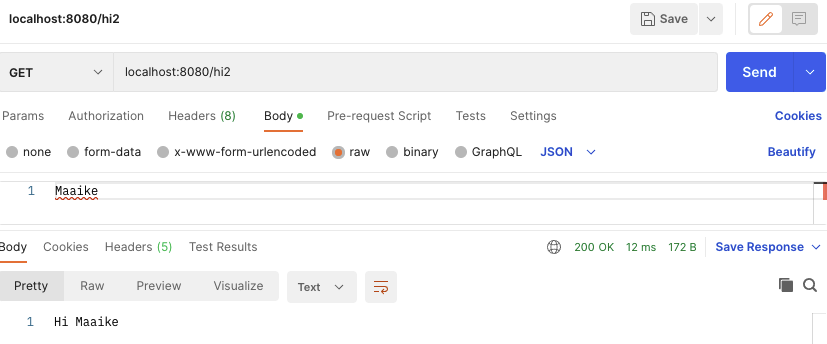 localhost:8080/hi2 Save
GET localhost:8080/hi2 Send
Params Authorization Headers (8) Body Pre-request Script Tests Settings Cookies
none form-data x-www-form-urlencoded raw binary GraphQL JSON Beautify
1 Maaike
Body Cookies Headers (5) Test Results 200 OK 12 ms 172 B Save Response
Pretty Raw Preview Visualize Text
1 Hi Maaike